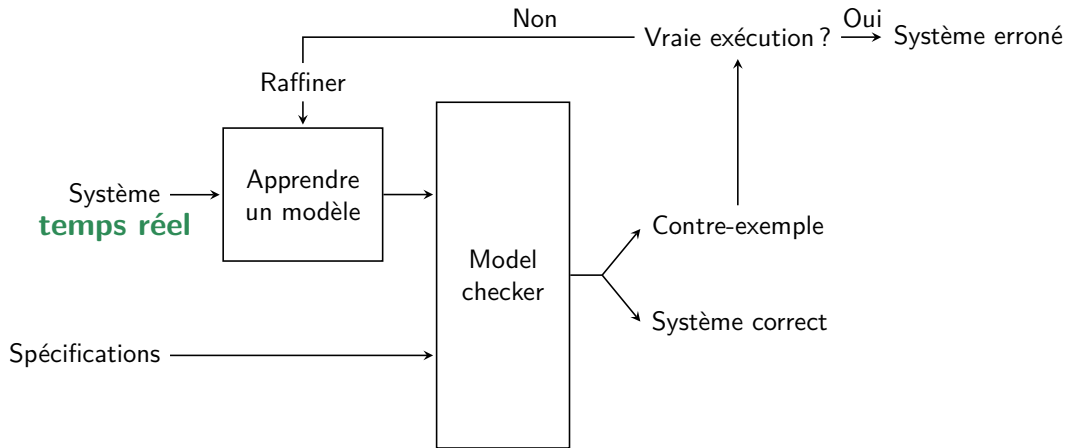 Non
Vraie exécution ?
Oui
Système erroné
Raffiner
Apprendre
un modèle
Système
temps réel
Contre-exemple
Model
checker
Système correct
Spécifications